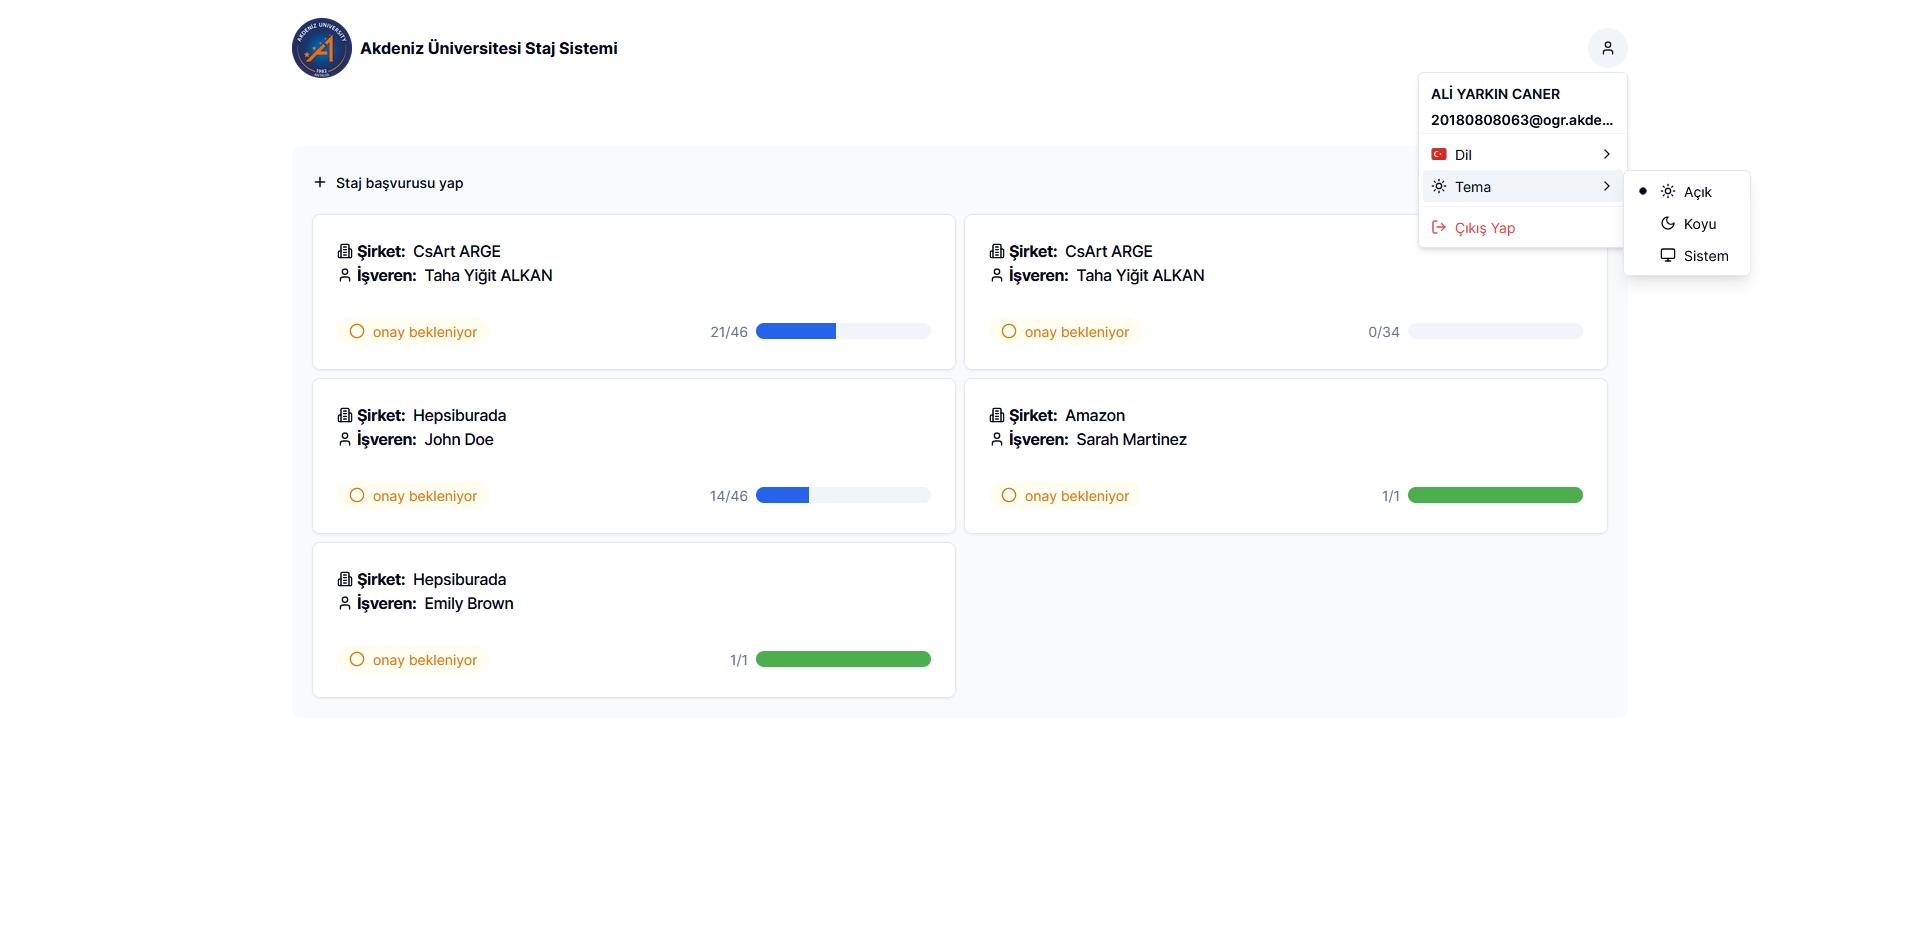 AKDENİZ UNIVERSITY
1982
ANTALYA
Akdeniz Üniversitesi Staj Sistemi
ALİ YARKIN CANER
20180808063@ogr.akde...
Dil
Tema
Çıkış Yap
Açık
Koyu
Sistem
Staj başvurusu yap
Şirket: CsArt ARGE
İşveren: Taha Yiğit ALKAN
onay bekleniyor
21/46
Şirket: CsArt ARGE
İşveren: Taha Yiğit ALKAN
onay bekleniyor
0/34
Şirket: Hepsiburada
İşveren: John Doe
onay bekleniyor
14/46
Şirket: Amazon
İşveren: Sarah Martinez
onay bekleniyor
1/1
Şirket: Hepsiburada
İşveren: Emily Brown
onay bekleniyor
1/1